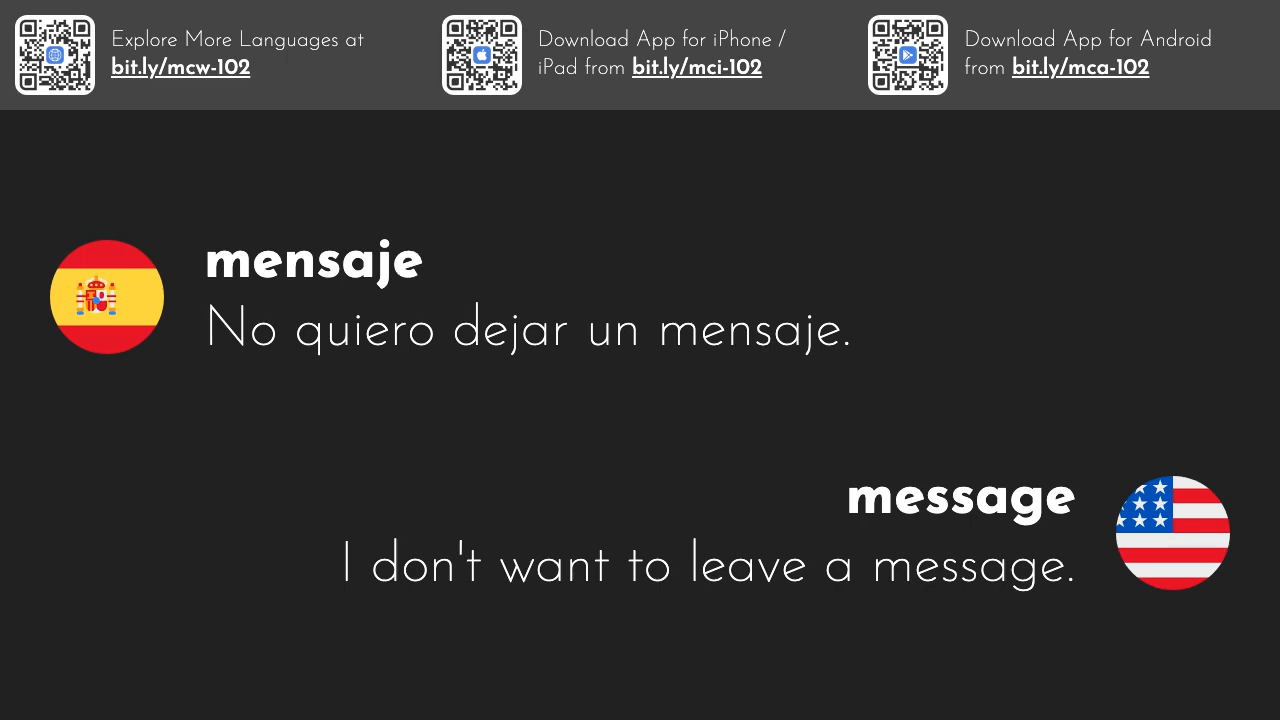 Explore More Languages at
bit.ly/mcw-102
Download App for iPhone /
iPad from bit.ly/mci-102
Download App for Android
from bit.ly/mca-102
mensaje
No quiero dejar un mensaje.
message
I don't want to leave a message.